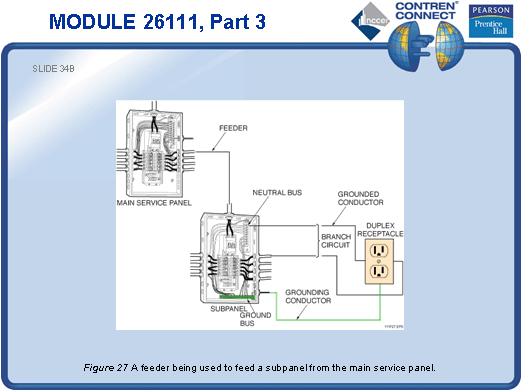 MODULE 26111, Part 3
nccer
CONTREN®
CONNECT
PEARSON
Prentice
Hall
SLIDE 34B
FEEDER
MAIN SERVICE PANEL
NEUTRAL BUS
GROUNDED
CONDUCTOR
DUPLEX
RECEPTACLE
BRANCH
CIRCUIT
GROUNDING
CONDUCTOR
SUBPANEL
GROUND
BUS
Figure 27 A feeder being used to feed a subpanel from the main service panel.